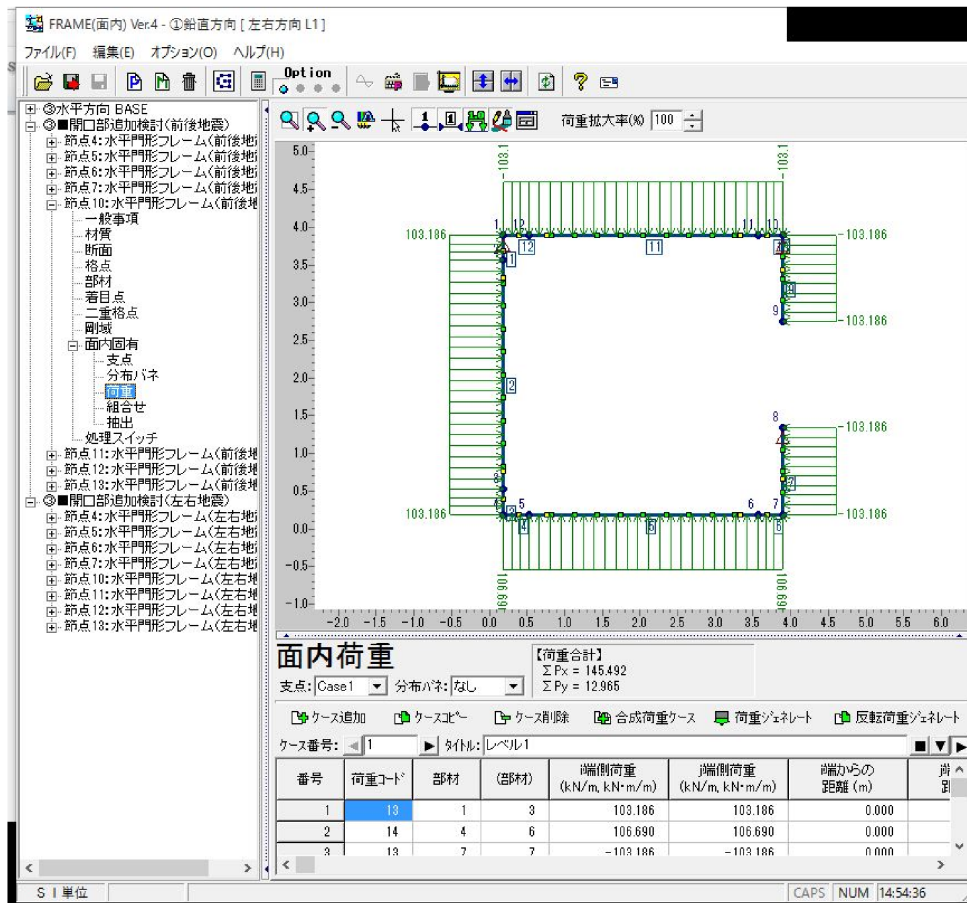 FRAME(面内) Ver.4 - ①鉛直方向 [ 左右方向 L1 ]
ファイル(F) 編集(E) オプション(O) ヘルプ(H)
Option
③水平方向 BASE
③■開口部追加検討(前後地震)
節点4:水平門形フレーム(前後地
節点5:水平門形フレーム(前後地
節点6:水平門形フレーム(前後地
節点7:水平門形フレーム(前後地
節点10:水平門形フレーム(前後地
一般事項
材質
断面
格点
部材
着目点
二重格点
剛域
面内固有
支点
分布バネ
荷重
組合せ
抽出
処理スイッチ
節点11:水平門形フレーム(前後地
節点12:水平門形フレーム(前後地
節点13:水平門形フレーム(前後地
③■開口部追加検討(左右地震)
節点4:水平門形フレーム(左右地
節点5:水平門形フレーム(左右地
節点6:水平門形フレーム(左右地
節点7:水平門形フレーム(左右地
節点10:水平門形フレーム(左右地
節点11:水平門形フレーム(左右地
節点12:水平門形フレーム(左右地
節点13:水平門形フレーム(左右地
荷重拡大率(%) 100
5.0
4.5
4.0
3.5
3.0
2.5
2.0
1.5
1.0
0.5
0.0
-0.5
-1.0
-103.1 -103.1
1 12 11 10
103.186 -103.186
12 11
1
9
-103.186
2
8
-103.186
7
3
103.186 5 6 7 -103.186
4 5 6
69.901 69.901
-2.0 -1.5 -1.0 -0.5 0.0 0.5 1.0 1.5 2.0 2.5 3.0 3.5 4.0 4.5 5.0 5.5 6.0
面内荷重
【荷重合計】
ΣPx = 145.492
ΣPy = 12.965
支点: Case1 分布バネ: なし
ケース追加 ケースコピー ケース削除 合成荷重ケース 荷重ジェネレート 反転荷重ジェネレート
ケース番号: 1 タイトル: レベル1
番号 荷重コード 部材 (部材) i端側荷重 (kN/m, kN・m/m) j端側荷重 (kN/m, kN・m/m) i端からの距離 (m)
1 13 1 3 103.186 103.186 0.000
2 14 4 6 106.690 106.690 0.000
3 13 7 7 -103.186 -103.186 0.000
SI単位 CAPS NUM 14:54:36